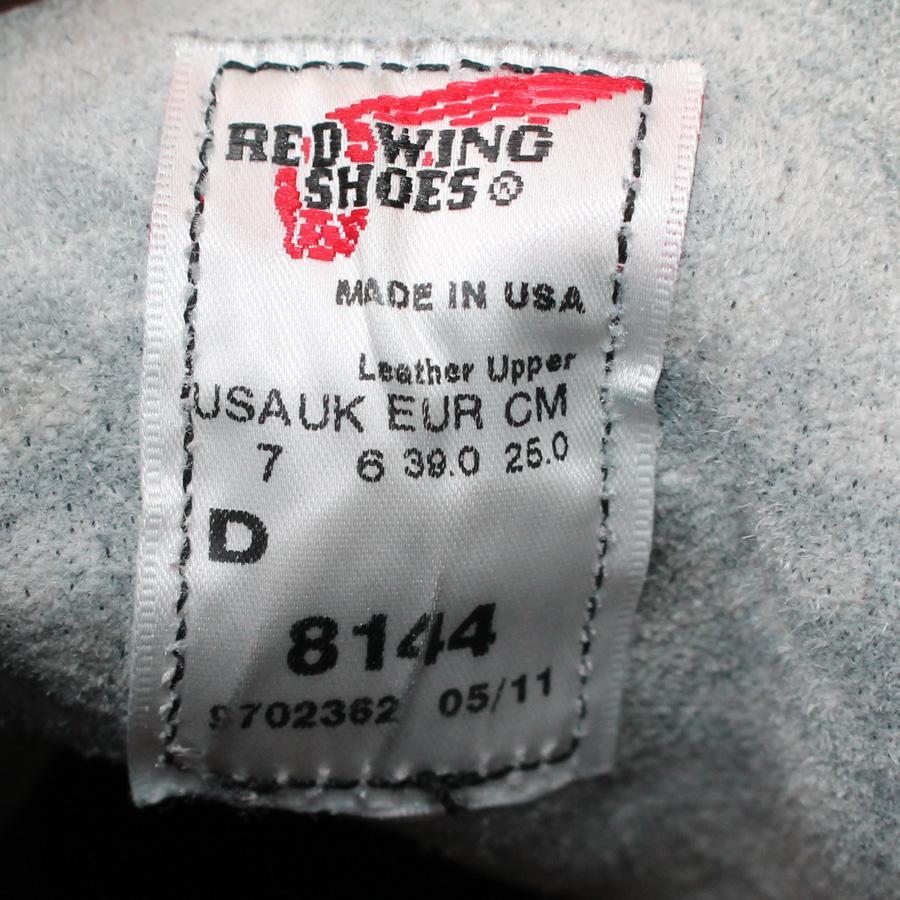 RED WING
SHOES®
MADE IN USA
Leather Upper
USA UK EUR CM
7 6 39.0 25.0
D
8144
9702362 05/11